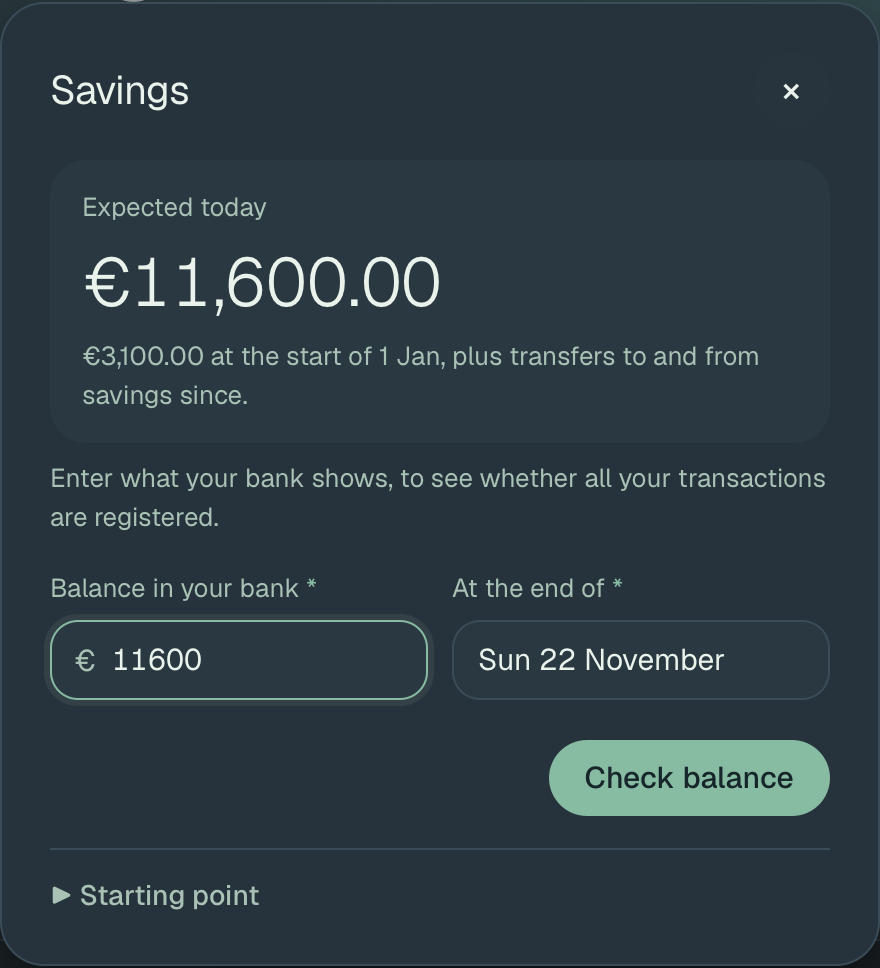 Savings
×
Expected today
€11,600.00
€3,100.00 at the start of 1 Jan, plus transfers to and from
savings since.
Enter what your bank shows, to see whether all your transactions
are registered.
Balance in your bank *
At the end of *
€ 11600
Sun 22 November
Check balance
▶ Starting point